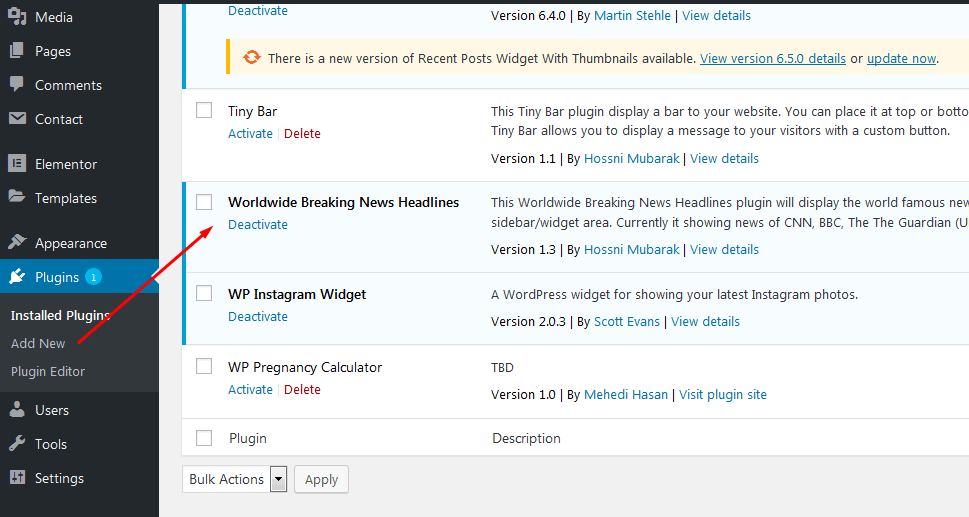 Media
Pages
Comments
Contact
Elementor
Templates
Appearance
Plugins 1
Installed Plugins
Add New
Plugin Editor
Users
Tools
Settings
Deactivate
Version 6.4.0 | By Martin Stehle | View details
There is a new version of Recent Posts Widget With Thumbnails available. View version 6.5.0 details or update now.
Tiny Bar
Activate | Delete
This Tiny Bar plugin display a bar to your website. You can place it at top or botto
Tiny Bar allows you to display a message to your visitors with a custom button.
Version 1.1 | By Hossni Mubarak | View details
Worldwide Breaking News Headlines
Deactivate
This Worldwide Breaking News Headlines plugin will display the world famous new
sidebar/widget area. Currently it showing news of CNN, BBC, The The Guardian (U
Version 1.3 | By Hossni Mubarak | View details
WP Instagram Widget
Deactivate
A WordPress widget for showing your latest Instagram photos.
Version 2.0.3 | By Scott Evans | View details
WP Pregnancy Calculator
Activate | Delete
TBD
Version 1.0 | By Mehedi Hasan | Visit plugin site
Plugin
Description
Bulk Actions
Apply